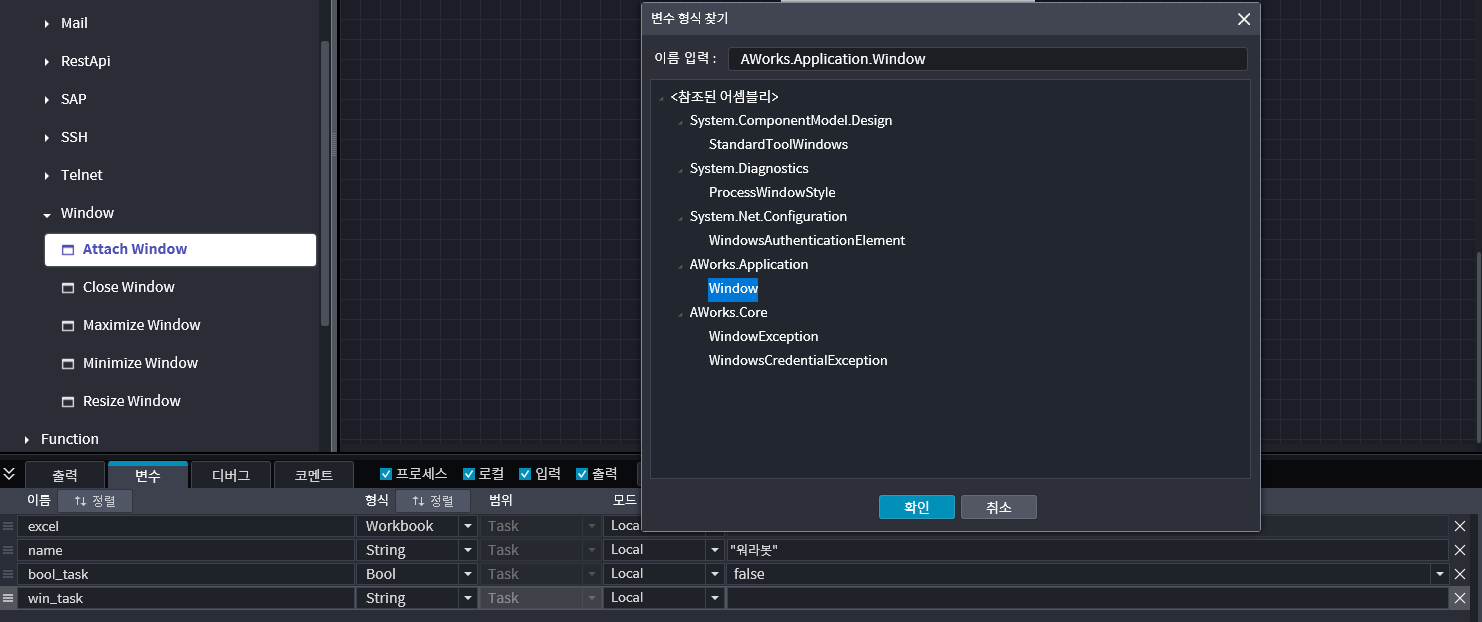 Mail
RestApi
SAP
SSH
Telnet
Window
Attach Window
Close Window
Maximize Window
Minimize Window
Resize Window
Function
변수 형식 찾기
이름 입력 : AWorks.Application.Window
<참조된 어셈블리>
System.ComponentModel.Design
StandardToolWindows
System.Diagnostics
ProcessWindowStyle
System.Net.Configuration
WindowsAuthenticationElement
AWorks.Application
Window
AWorks.Core
WindowException
WindowsCredentialException
확인 취소
출력 변수 디버그 코멘트 프로세스 로컬 입력 출력
이름 정렬 형식 정렬 범위 모드
excel Workbook Task Local
name String Task Local "워라봇"
bool_task Bool Task Local false
win_task String Task Local